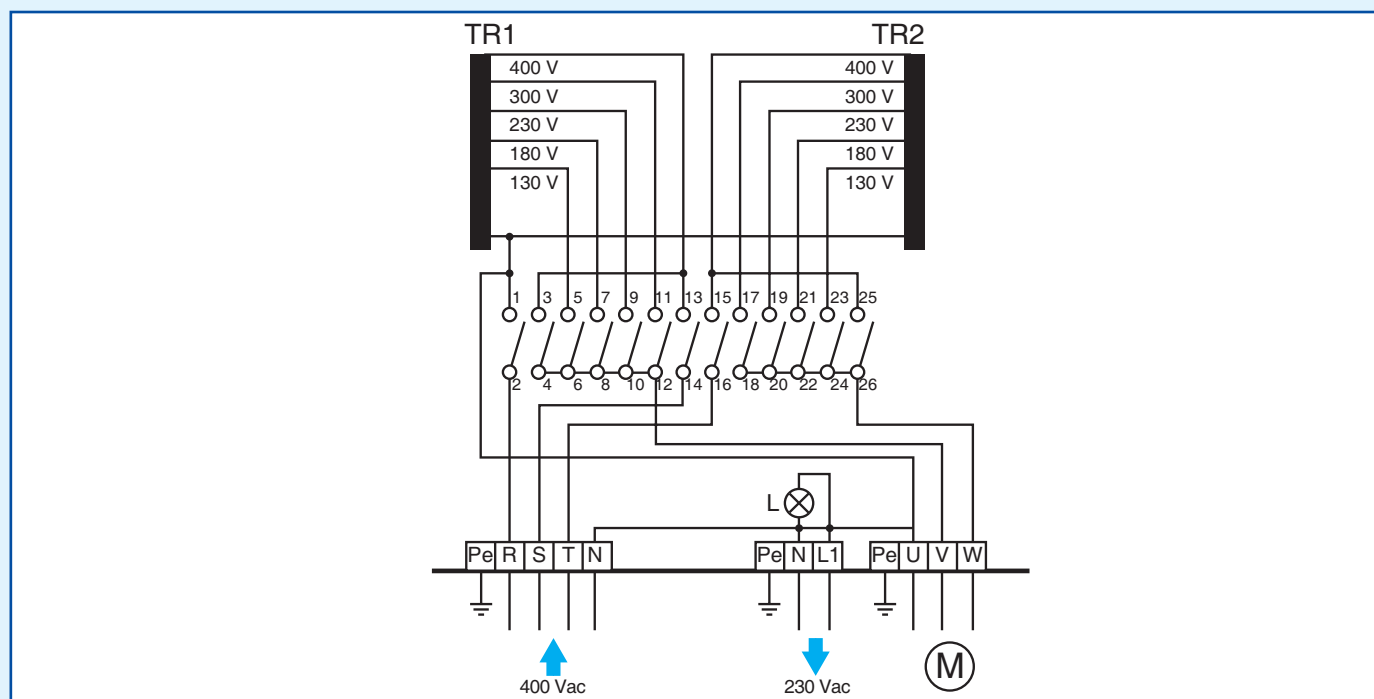 TR1 TR2
400 V 400 V
300 V 300 V
230 V 230 V
180 V 180 V
130 V 130 V
1 3 5 7 9 11 13 15 17 19 21 23 25
2 4 6 8 10 12 14 16 18 20 22 24 26
L
Pe R S T N Pe N L1 Pe U V W
M
400 Vac 230 Vac